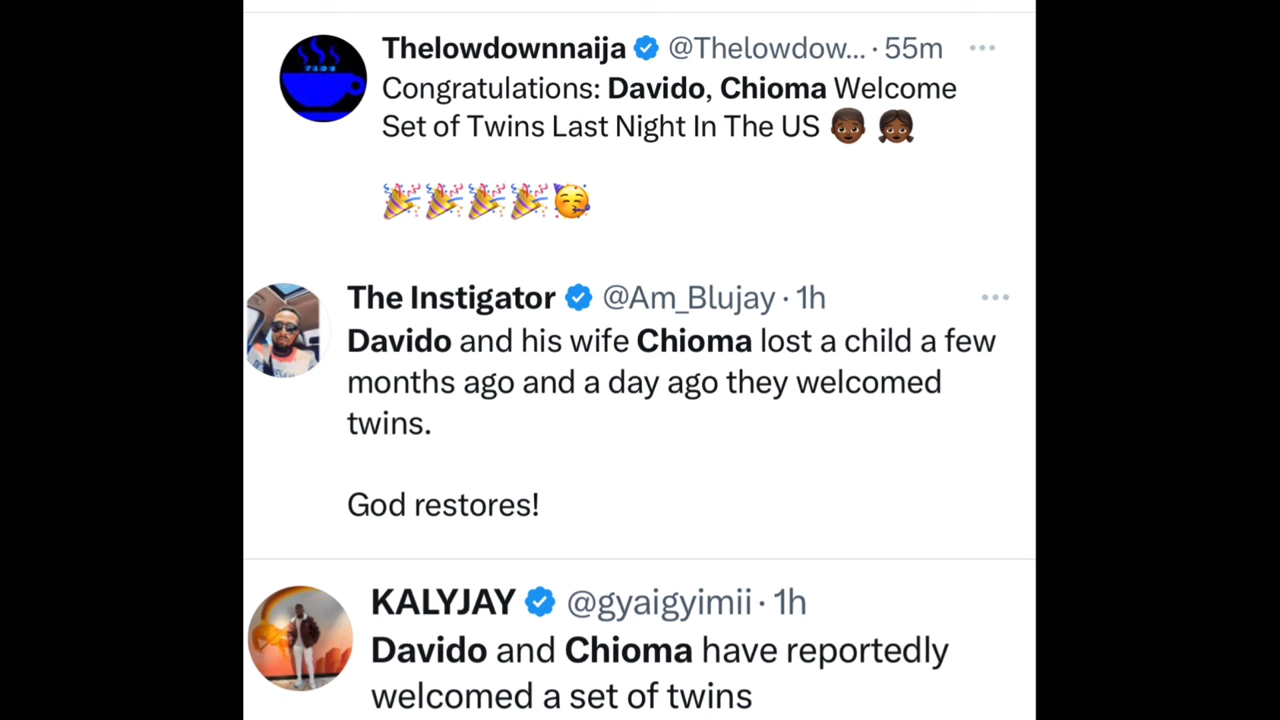 Thelowdownnaija @Thelowdow... · 55m
Congratulations: Davido, Chioma Welcome
Set of Twins Last Night In The US
The Instigator @Am_Blujay · 1h
Davido and his wife Chioma lost a child a few
months ago and a day ago they welcomed
twins.
God restores!
KALYJAY @gyaigyimii · 1h
Davido and Chioma have reportedly
welcomed a set of twins